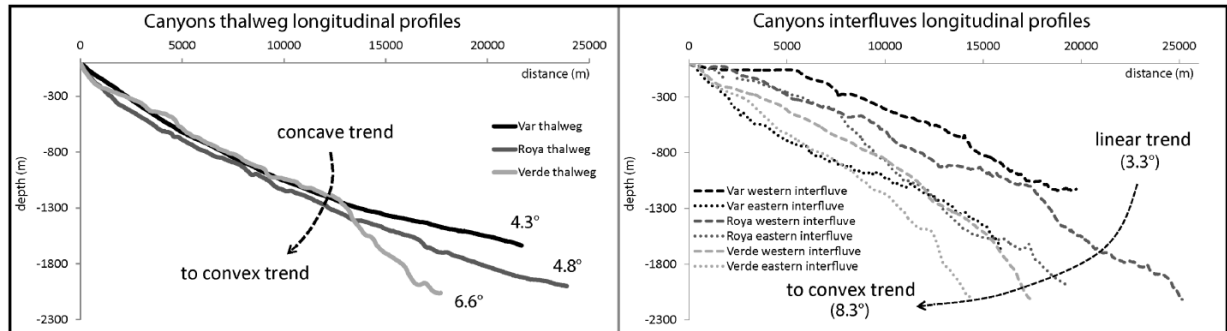 Canyons thalweg longitudinal profiles
0 5000 10000 15000 20000 25000
distance (m)
-300
-800
-1300
-1800
-2300
depth (m)
concave trend
to convex trend
Var thalweg
Roya thalweg
Verde thalweg
4.3°
4.8°
6.6°
Canyons interfluves longitudinal profiles
0 5000 10000 15000 20000 25000
distance (m)
-300
-800
-1300
-1800
-2300
depth (m)
linear trend
(3.3°)
Var western interfluve
Var eastern interfluve
Roya western interfluve
Roya eastern interfluve
Verde western interfluve
Verde eastern interfluve
to convex trend
(8.3°)